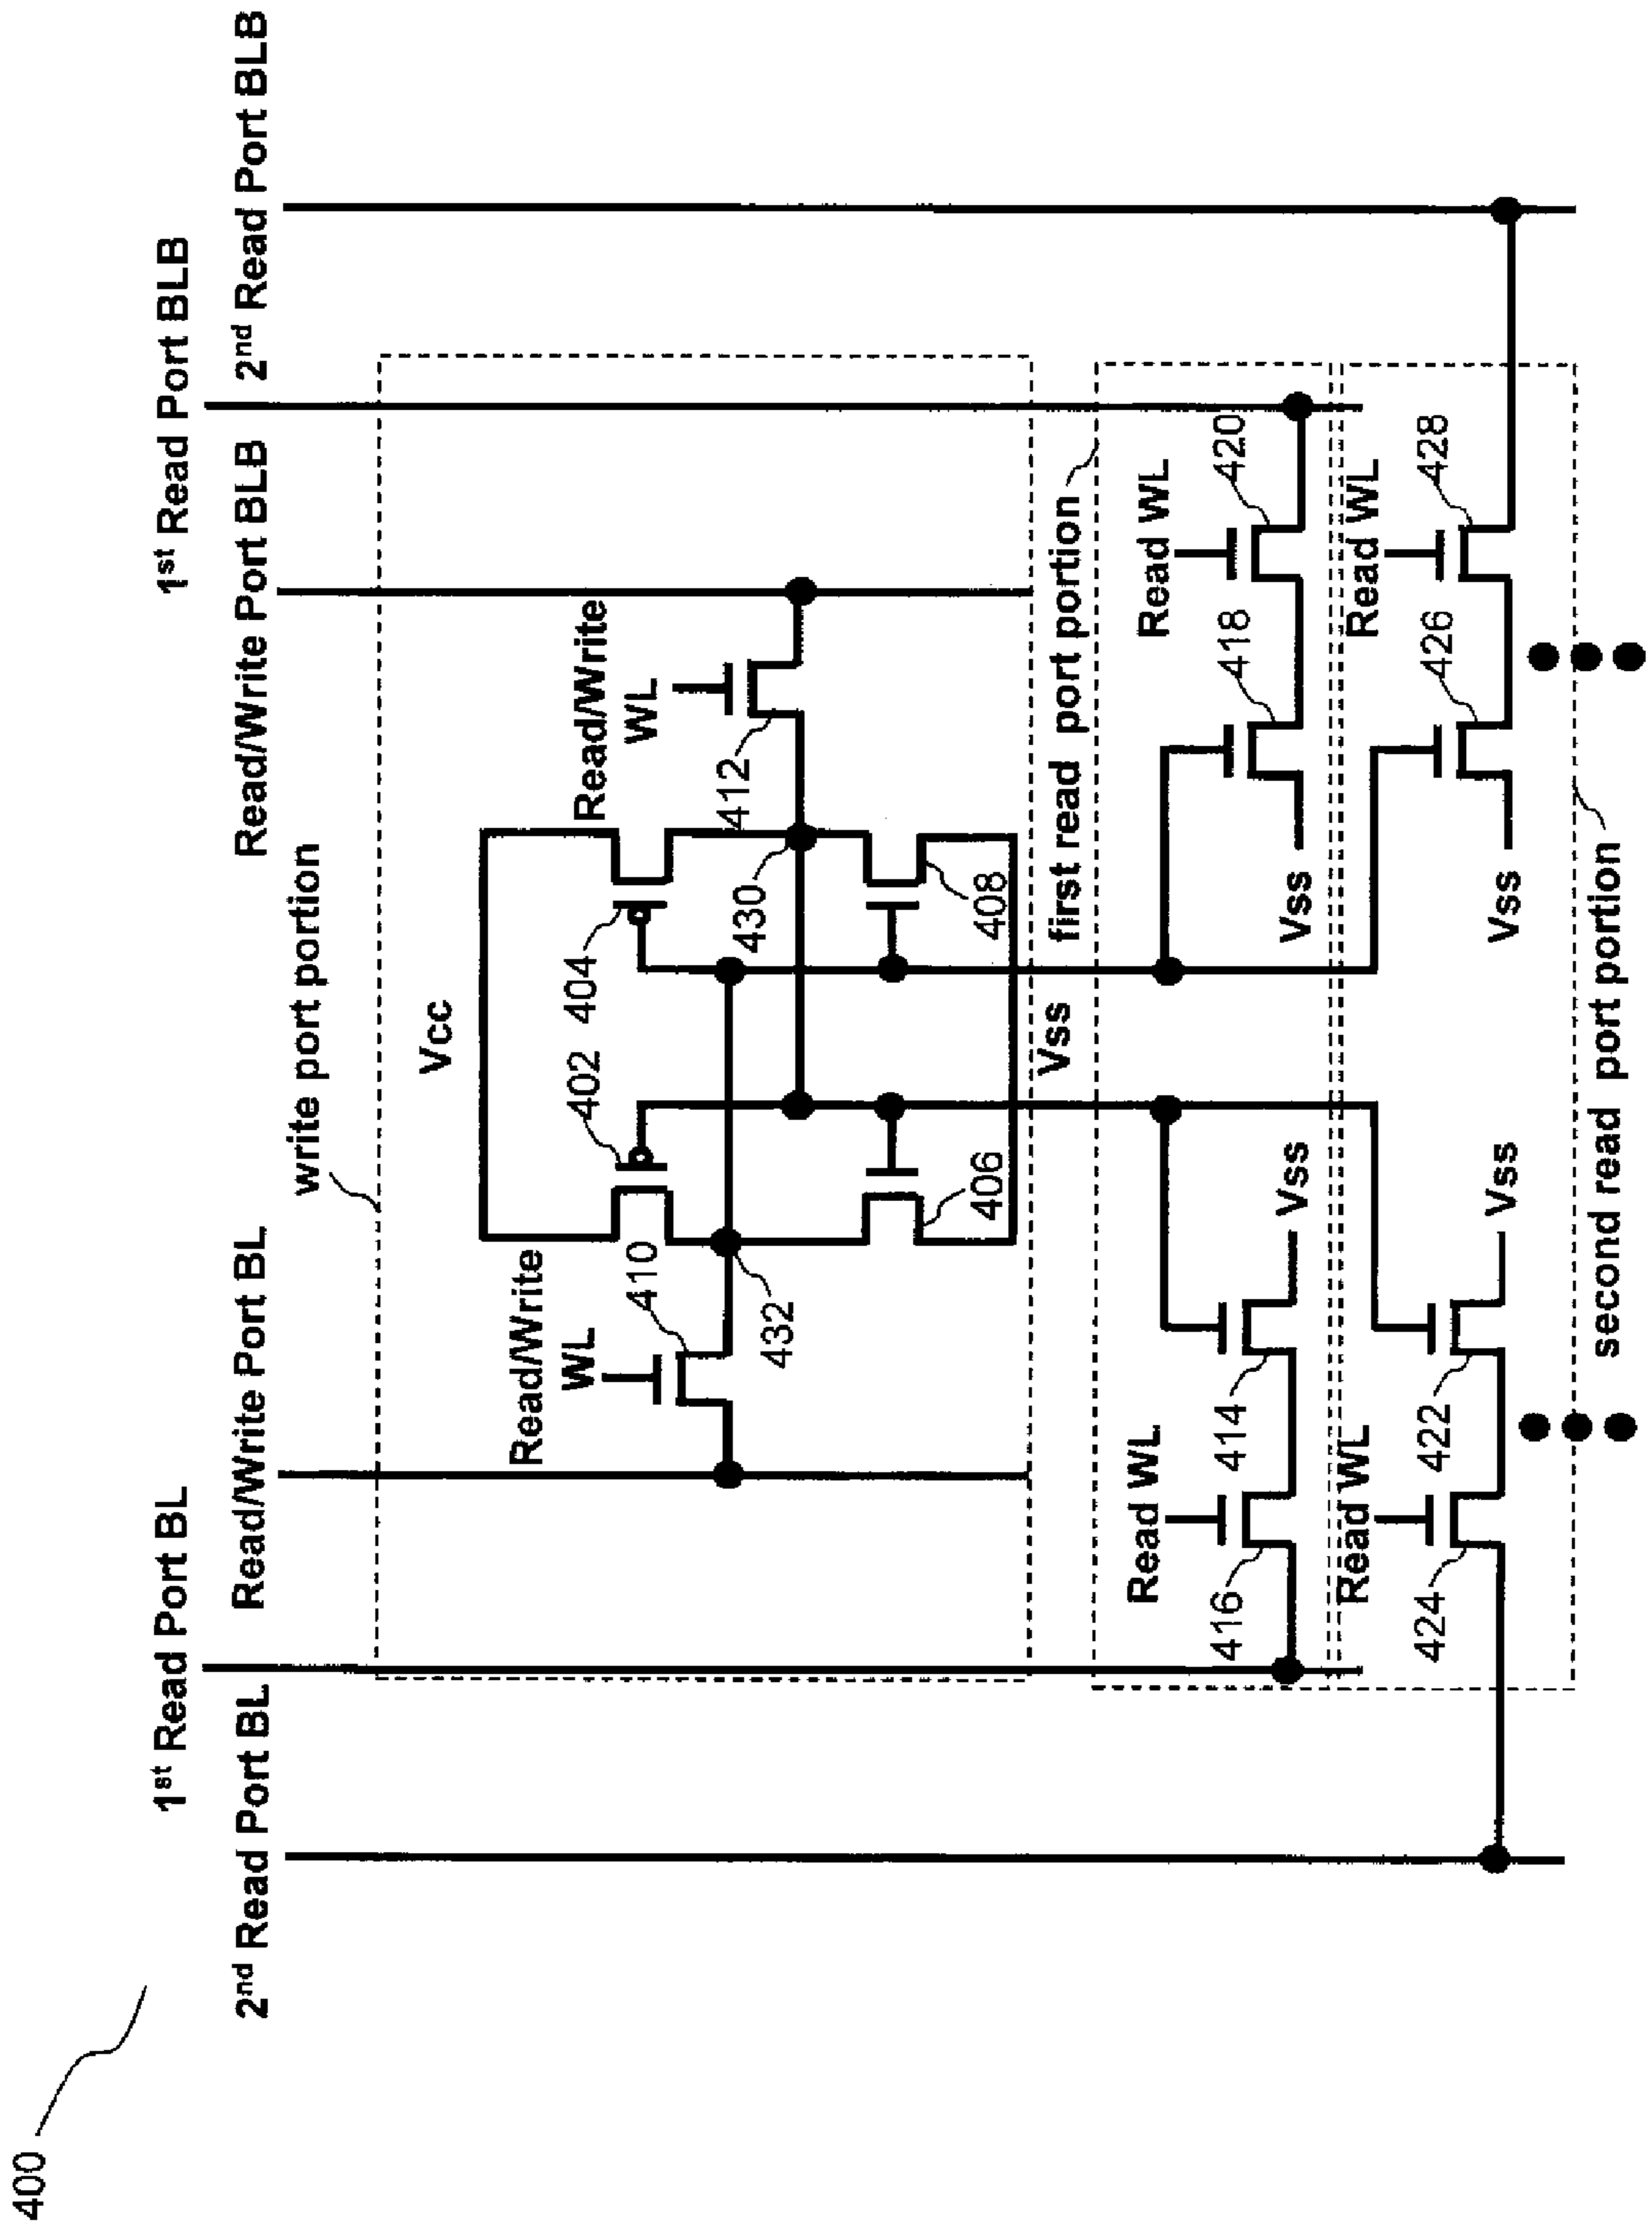 400
2nd Read Port BL
1st Read Port BL
Read/Write Port BL
Read/Write Port BLB
1st Read Port BLB
2nd Read Port BLB
write port portion
Vcc
Read/Write
WL
410
402
404
Read/Write
WL
412
432
430
406
408
Vss
first read port portion
Read WL
416
414
Vss
Vss
418
Read WL
420
Read WL
424
422
Vss
Vss
426
Read WL
428
second read port portion